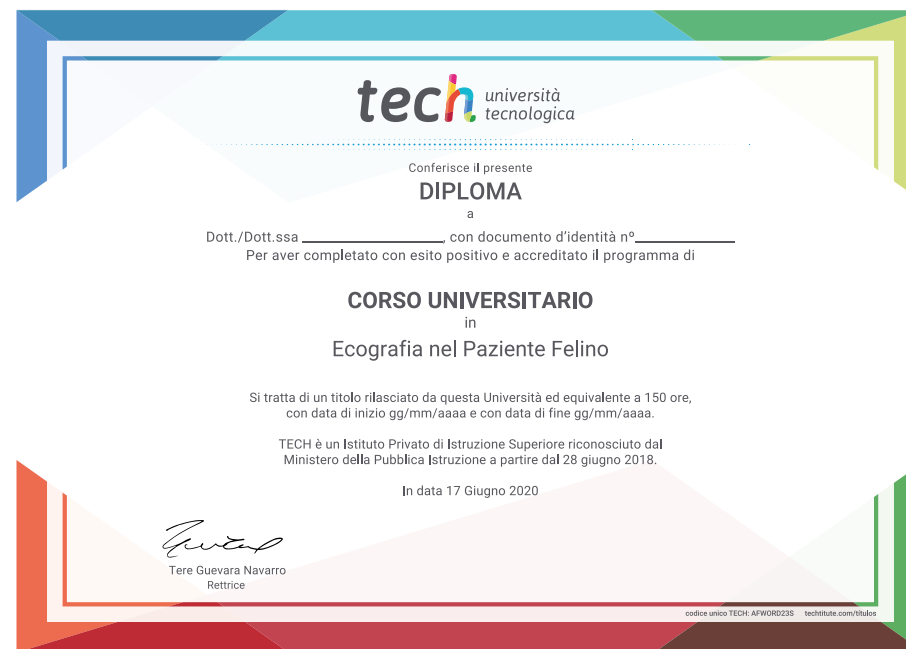 tech università
tecnologica
Conferisce il presente
DIPLOMA
a
Dott./Dott.ssa ____________________, con documento d’identità nº______________
Per aver completato con esito positivo e accreditato il programma di
CORSO UNIVERSITARIO
in
Ecografia nel Paziente Felino
Si tratta di un titolo rilasciato da questa Università ed equivalente a 150 ore,
con data di inizio gg/mm/aaaa e con data di fine gg/mm/aaaa.
TECH è un Istituto Privato di Istruzione Superiore riconosciuto dal
Ministero della Pubblica Istruzione a partire dal 28 giugno 2018.
In data 17 Giugno 2020
Tere Guevara Navarro
Rettrice
codice unico TECH: AFWORD23S techtitute.com/titulos